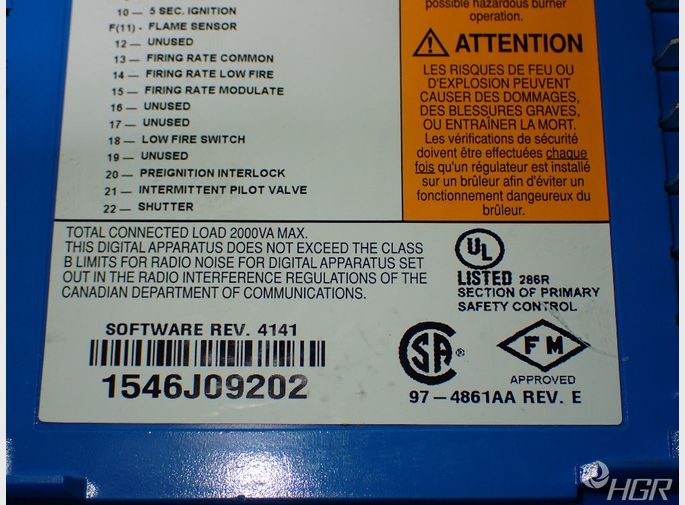 10 — 5 SEC. IGNITION
F(11) - FLAME SENSOR
12 — UNUSED
13 — FIRING RATE COMMON
14 — FIRING RATE LOW FIRE
15 — FIRING RATE MODULATE
16 — UNUSED
17 — UNUSED
18 — LOW FIRE SWITCH
19 — UNUSED
20 — PREIGNITION INTERLOCK
21 — INTERMITTENT PILOT VALVE
22 — SHUTTER
possible hazardous burner
operation.
ATTENTION
LES RISQUES DE FEU OU
D'EXPLOSION PEUVENT
CAUSER DES DOMMAGES,
DES BLESSURES GRAVES,
OU ENTRAÎNER LA MORT.
Les vérifications de sécurité
doivent être effectuées chaque
fois qu'un régulateur est installé
sur un brûleur afin d'éviter un
fonctionnement dangeureux du
brûleur.
TOTAL CONNECTED LOAD 2000VA MAX.
THIS DIGITAL APPARATUS DOES NOT EXCEED THE CLASS
B LIMITS FOR RADIO NOISE FOR DIGITAL APPARATUS SET
OUT IN THE RADIO INTERFERENCE REGULATIONS OF THE
CANADIAN DEPARTMENT OF COMMUNICATIONS.
UL
LISTED 286R
SECTION OF PRIMARY
SAFETY CONTROL
SOFTWARE REV. 4141
1546J09202
SA ®
FM
APPROVED
97-4861AA REV. E
HGR